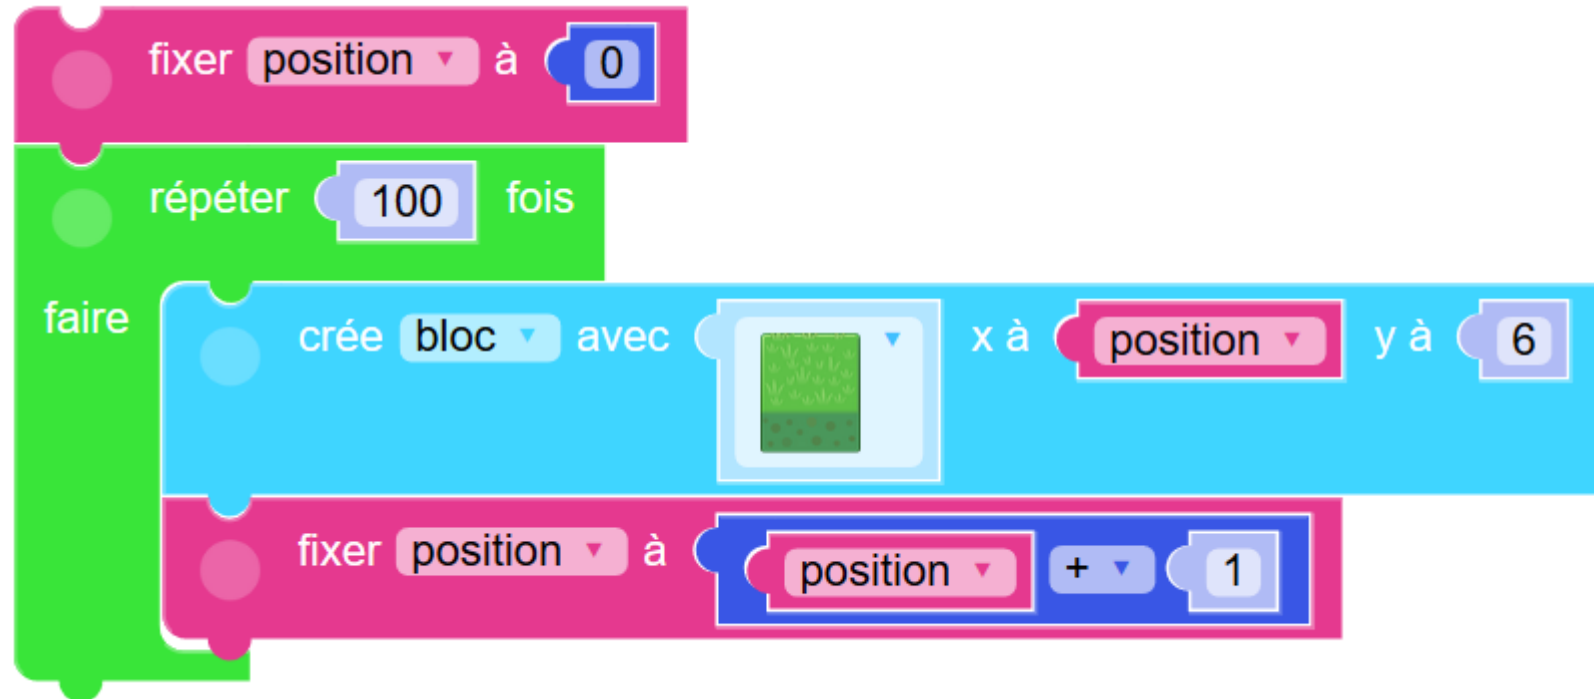 fixer position à 0
répéter 100 fois
faire
crée bloc avec x à position y à 6
fixer position à position + 1